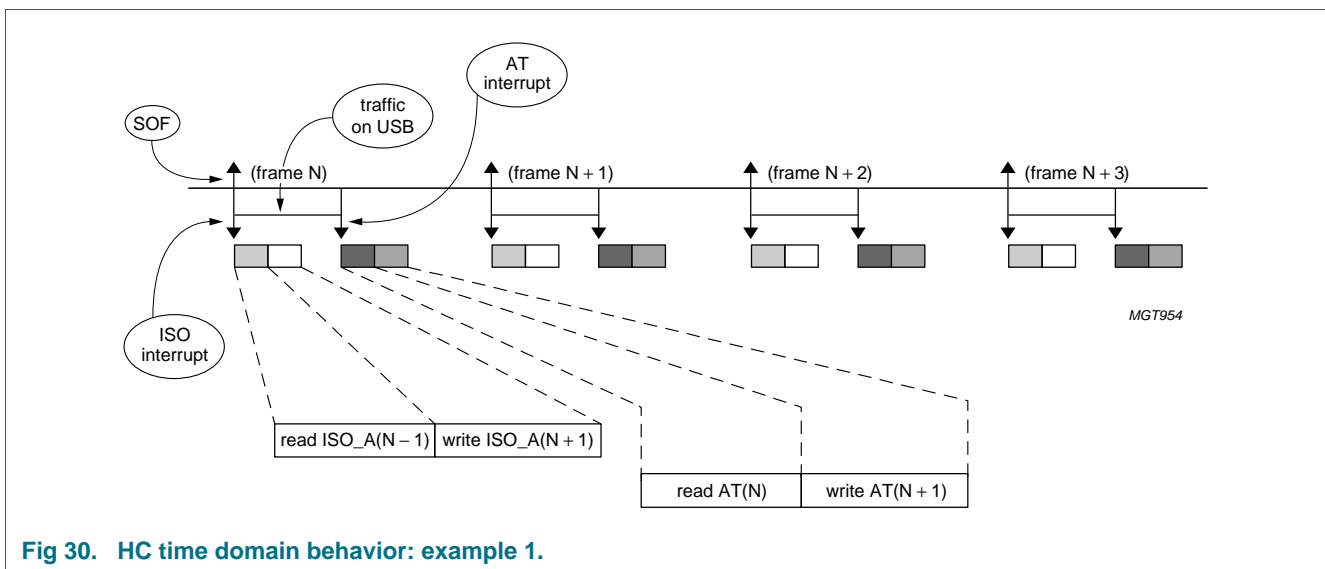 AT
interrupt
traffic
on USB
SOF
(frame N)
(frame N + 1)
(frame N + 2)
(frame N + 3)
MGT954
ISO
interrupt
read ISO_A(N − 1)
write ISO_A(N + 1)
read AT(N)
write AT(N + 1)
Fig 30. HC time domain behavior: example 1.